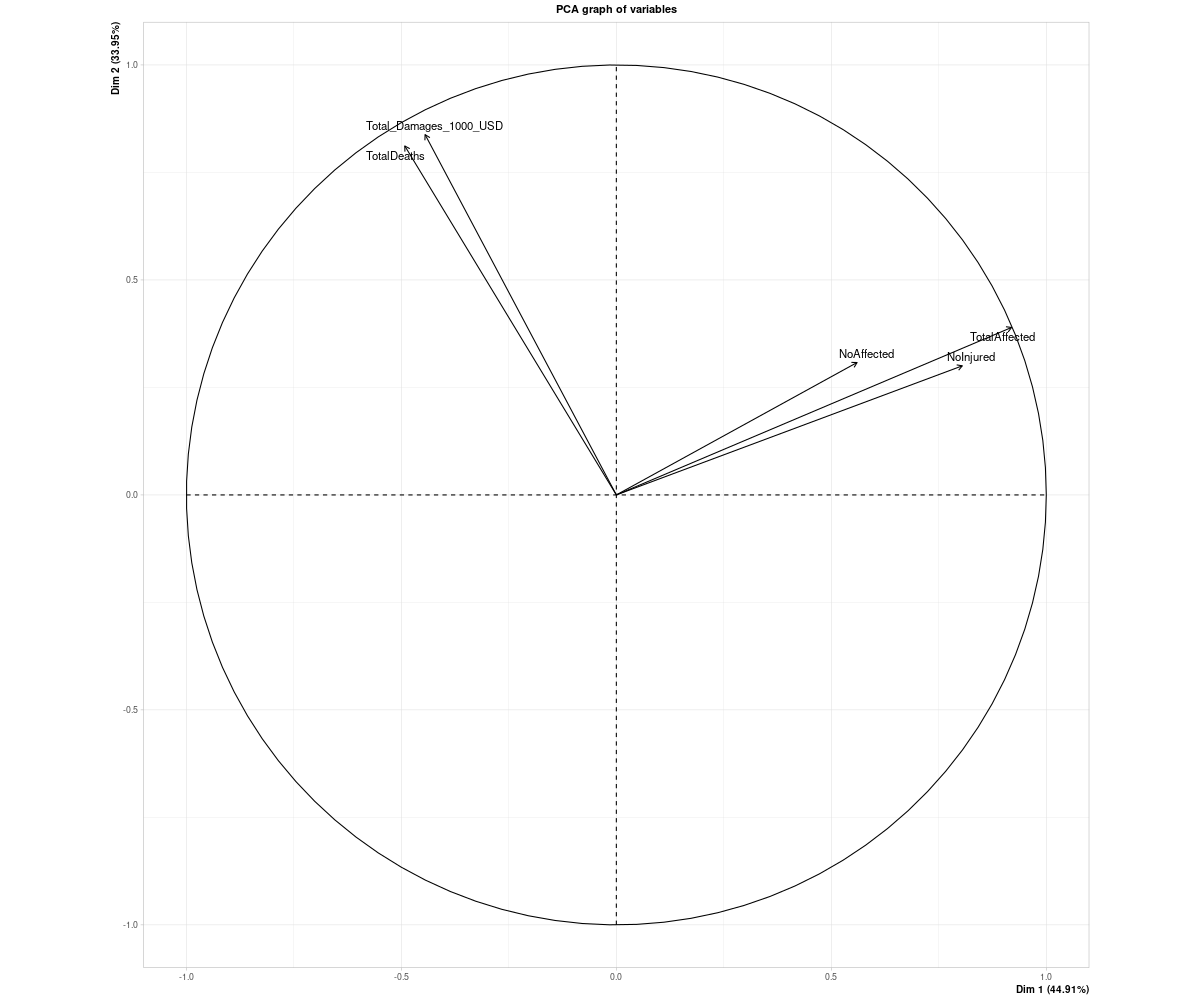 PCA graph of variables
Dim 2 (33.95%)
1.0
0.5
0.0
-0.5
-1.0
Total_Damages_1000_USD
TotalDeaths
TotalAffected
NoAffected
NoInjured
-1.0
-0.5
0.0
0.5
1.0
Dim 1 (44.91%)